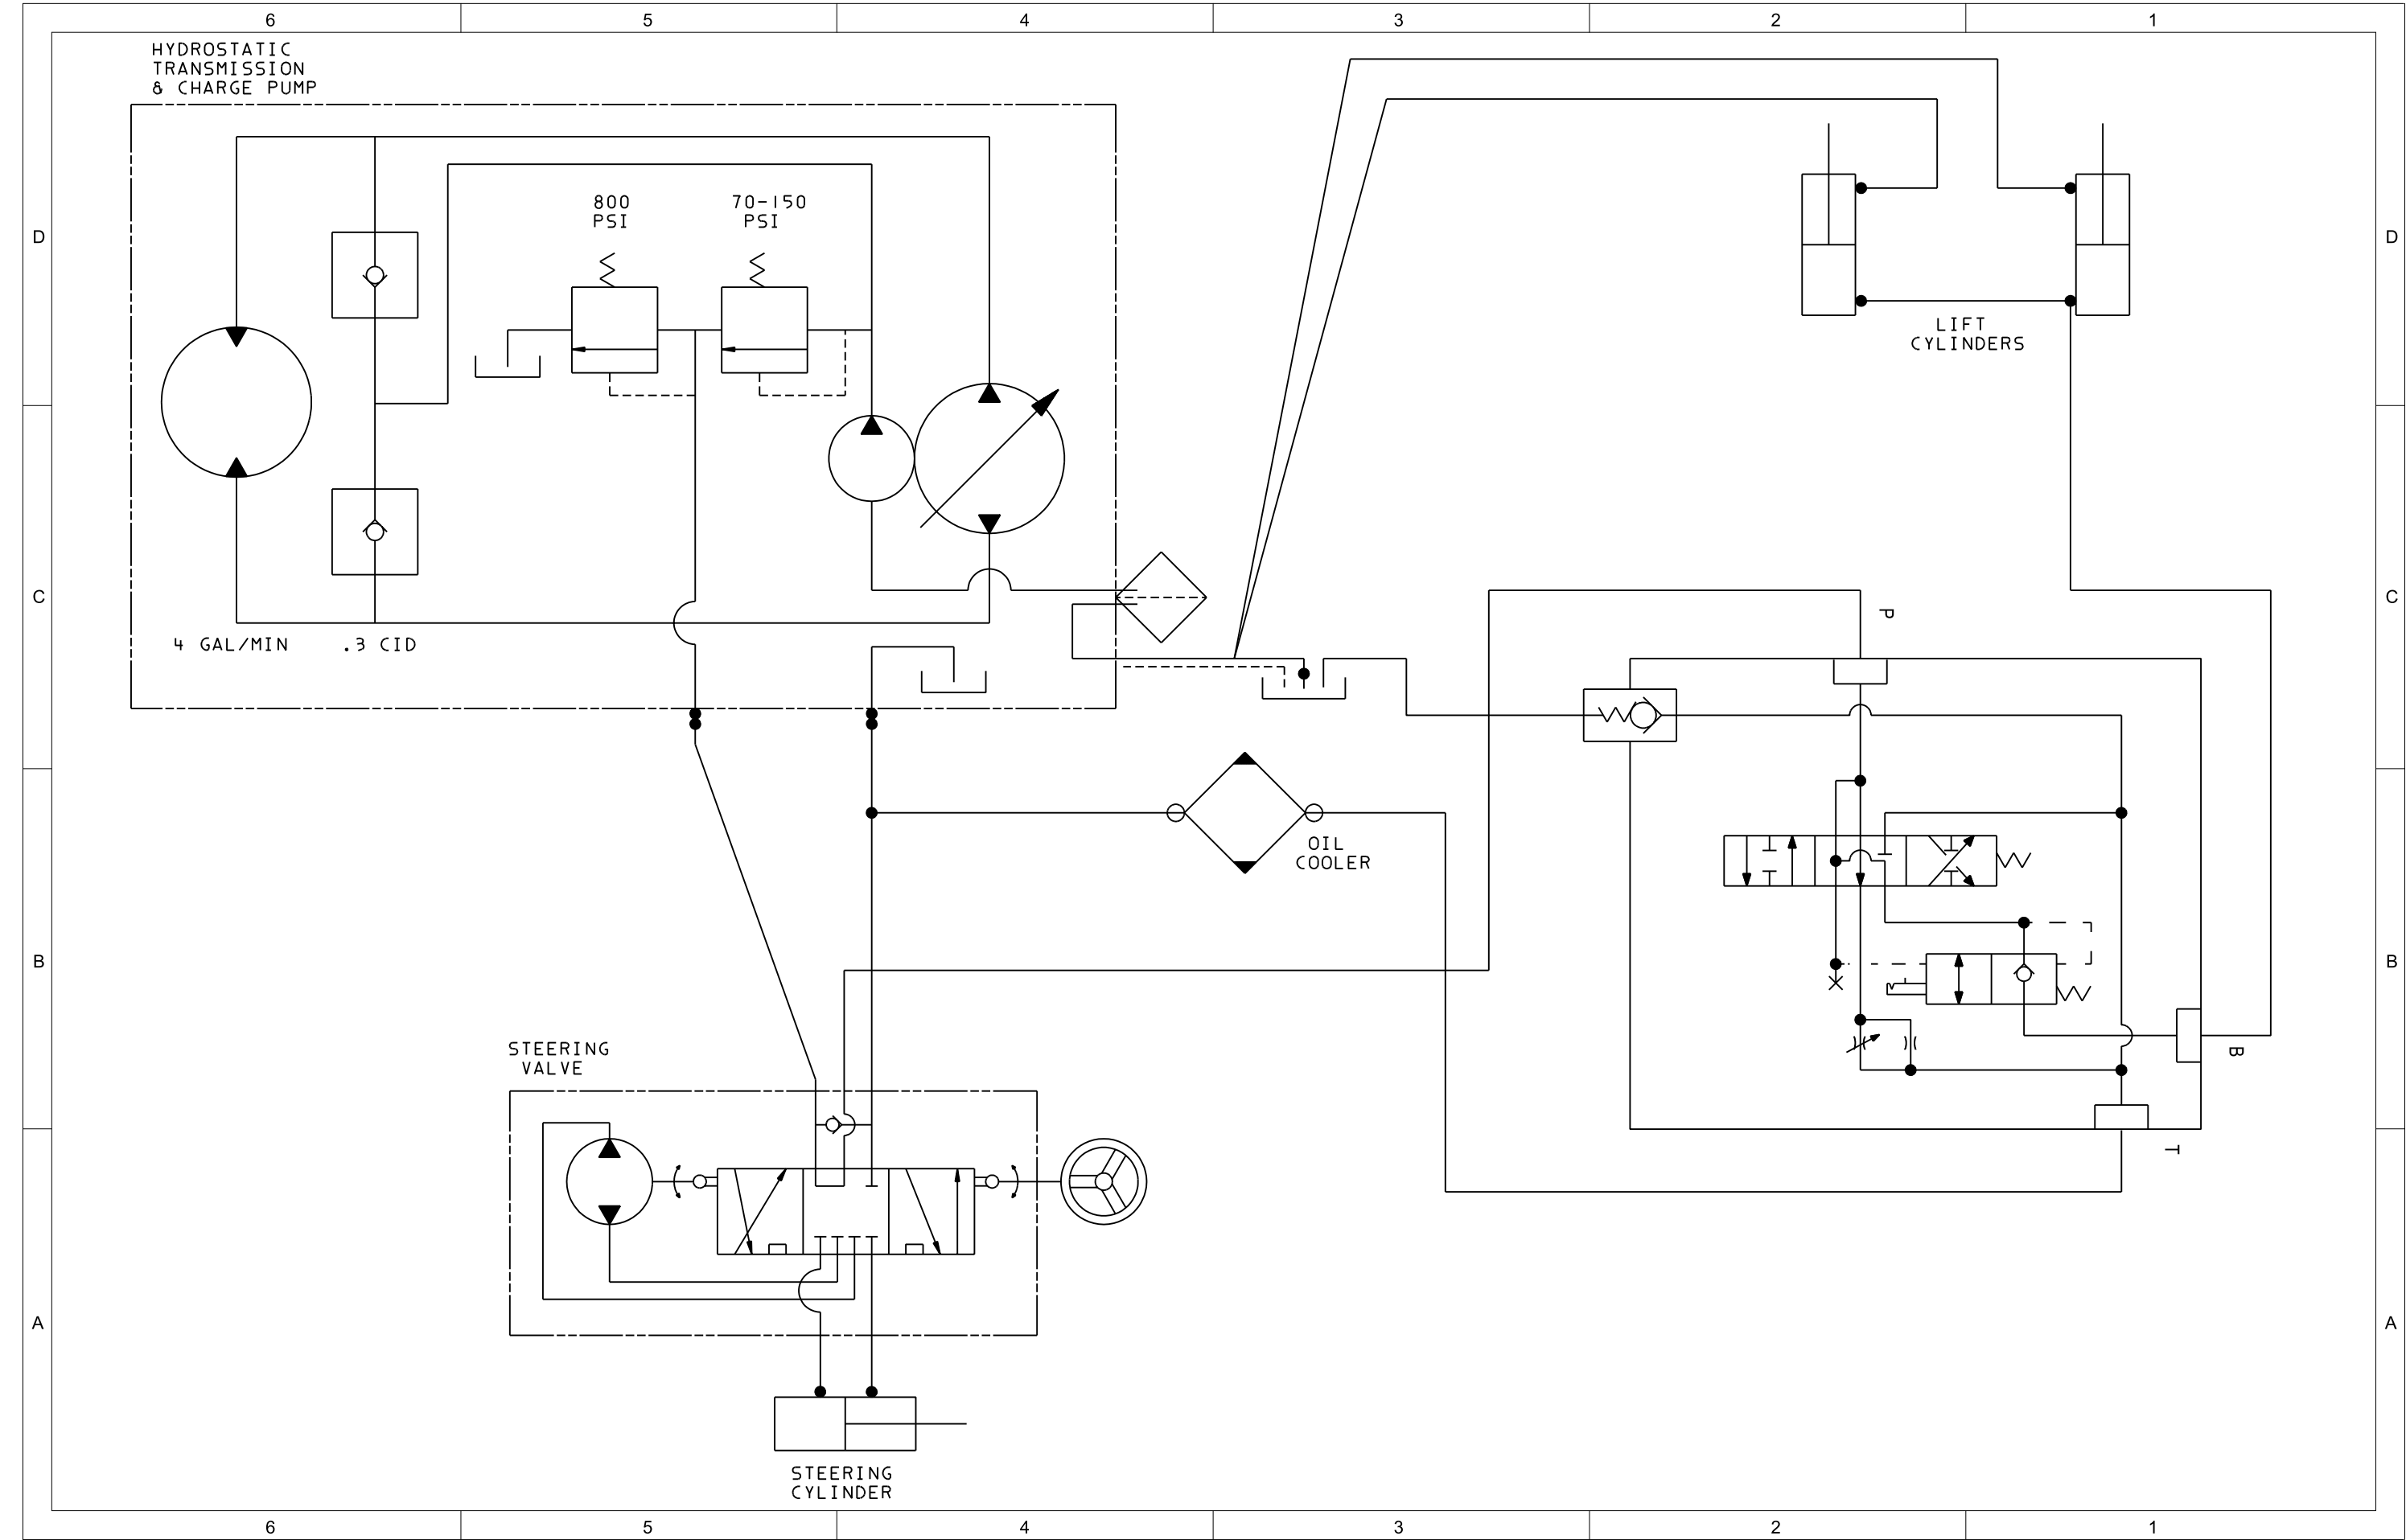 6 5 4 3 2 1
HYDROSTATIC
TRANSMISSION
& CHARGE PUMP
800
PSI
70-150
PSI
D
D
LIFT
CYLINDERS
C
C
P
4 GAL/MIN .3 CID
OIL
COOLER
B
B
STEERING
VALVE
B
T
A
A
STEERING
CYLINDER
6 5 4 3 2 1